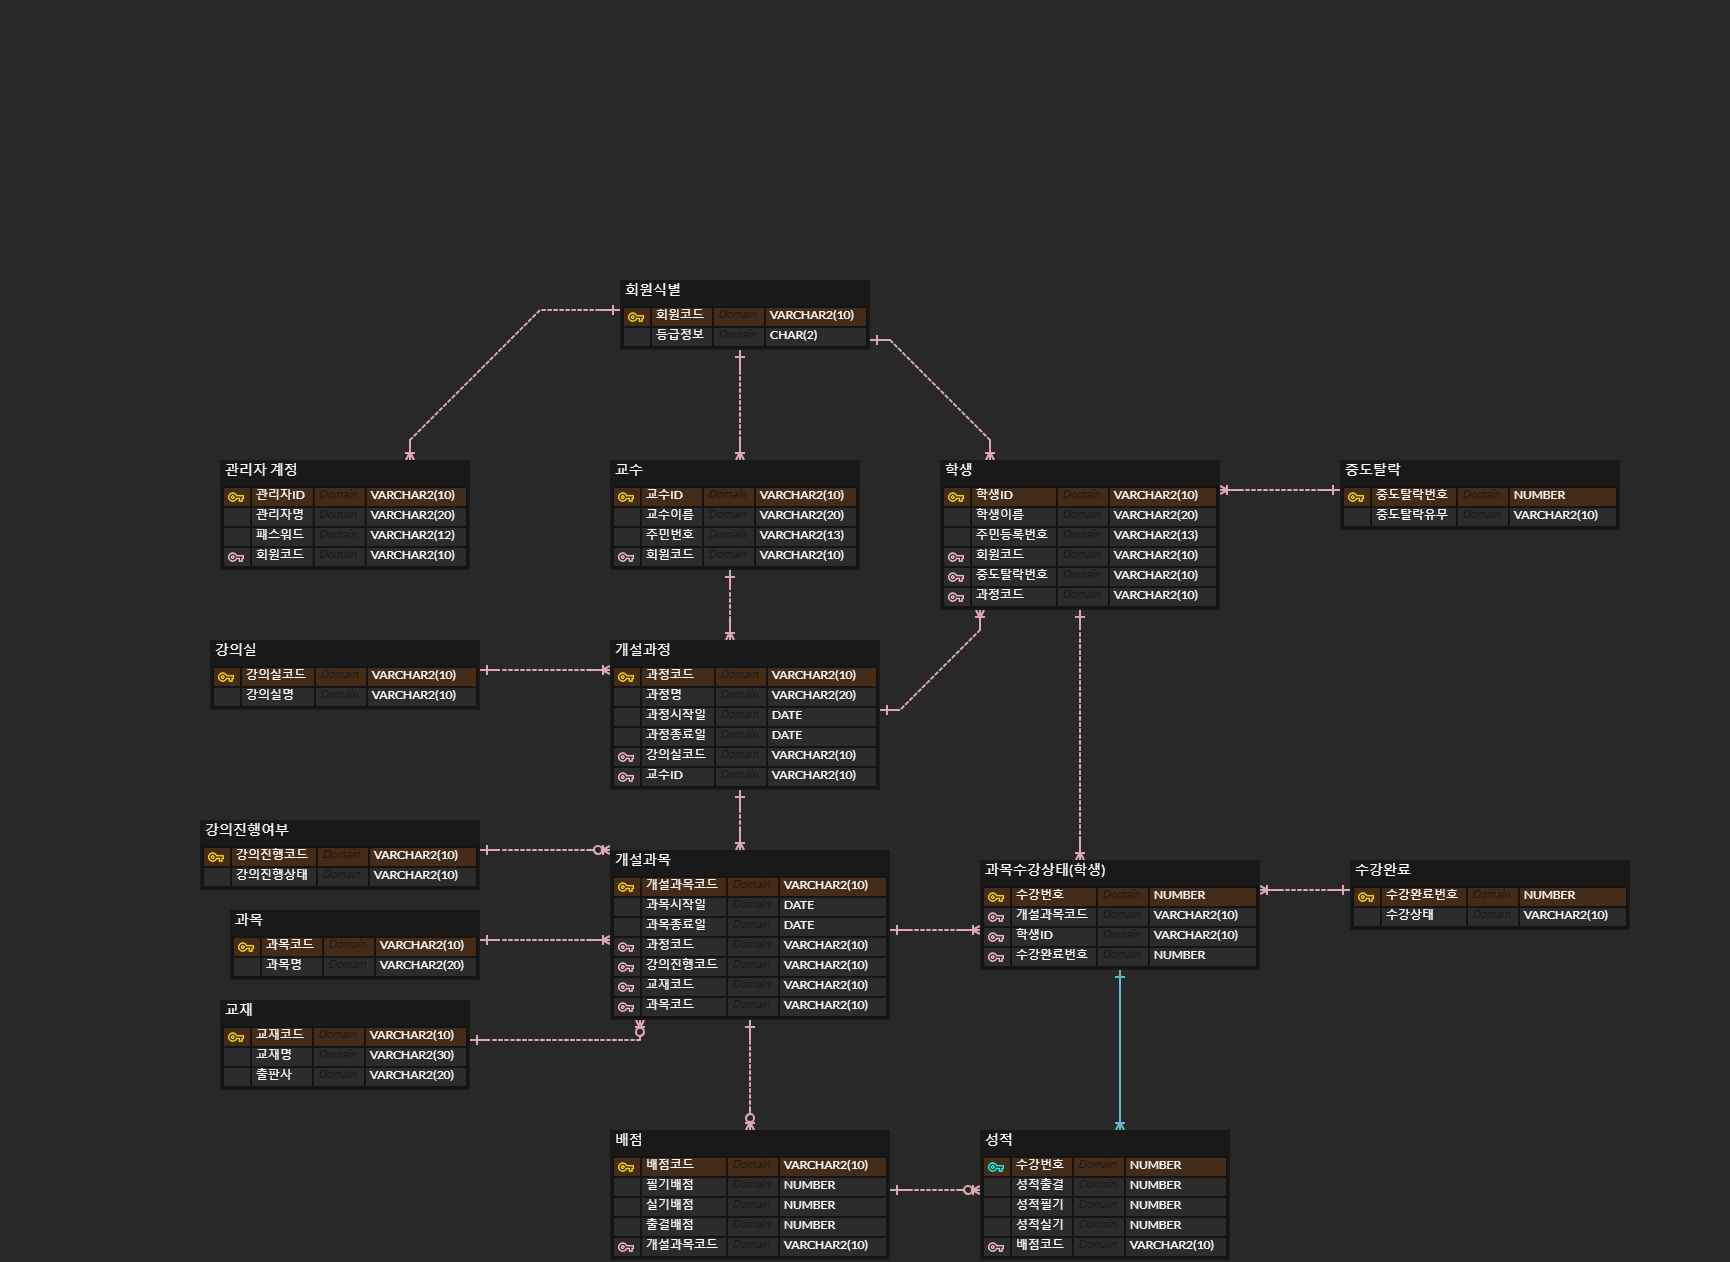 회원식별
회원코드 Domain VARCHAR2(10)
등급정보 Domain CHAR(2)
관리자 계정
관리자ID Domain VARCHAR2(10)
관리자명 Domain VARCHAR2(20)
패스워드 Domain VARCHAR2(12)
회원코드 Domain VARCHAR2(10)
교수
교수ID Domain VARCHAR2(10)
교수이름 Domain VARCHAR2(20)
주민번호 Domain VARCHAR2(13)
회원코드 Domain VARCHAR2(10)
학생
학생ID Domain VARCHAR2(10)
학생이름 Domain VARCHAR2(20)
주민등록번호 Domain VARCHAR2(13)
회원코드 Domain VARCHAR2(10)
중도탈락번호 Domain VARCHAR2(10)
과정코드 Domain VARCHAR2(10)
중도탈락
중도탈락번호 Domain NUMBER
중도탈락유무 Domain VARCHAR2(10)
강의실
강의실코드 Domain VARCHAR2(10)
강의실명 Domain VARCHAR2(10)
개설과정
과정코드 Domain VARCHAR2(10)
과정명 Domain VARCHAR2(20)
과정시작일 Domain DATE
과정종료일 Domain DATE
강의실코드 Domain VARCHAR2(10)
교수ID Domain VARCHAR2(10)
강의진행여부
강의진행코드 Domain VARCHAR2(10)
강의진행상태 Domain VARCHAR2(10)
과목
과목코드 Domain VARCHAR2(10)
과목명 Domain VARCHAR2(20)
교재
교재코드 Domain VARCHAR2(10)
교재명 Domain VARCHAR2(30)
출판사 Domain VARCHAR2(20)
개설과목
개설과목코드 Domain VARCHAR2(10)
과목시작일 Domain DATE
과목종료일 Domain DATE
과정코드 Domain VARCHAR2(10)
강의진행코드 Domain VARCHAR2(10)
교재코드 Domain VARCHAR2(10)
과목코드 Domain VARCHAR2(10)
과목수강상태(학생)
수강번호 Domain NUMBER
개설과목코드 Domain VARCHAR2(10)
학생ID Domain VARCHAR2(10)
수강완료번호 Domain NUMBER
수강완료
수강완료번호 Domain NUMBER
수강상태 Domain VARCHAR2(10)
배점
배점코드 Domain VARCHAR2(10)
필기배점 Domain NUMBER
실기배점 Domain NUMBER
출결배점 Domain NUMBER
개설과목코드 Domain VARCHAR2(10)
성적
수강번호 Domain NUMBER
성적출결 Domain NUMBER
성적필기 Domain NUMBER
성적실기 Domain NUMBER
배점코드 Domain VARCHAR2(10)